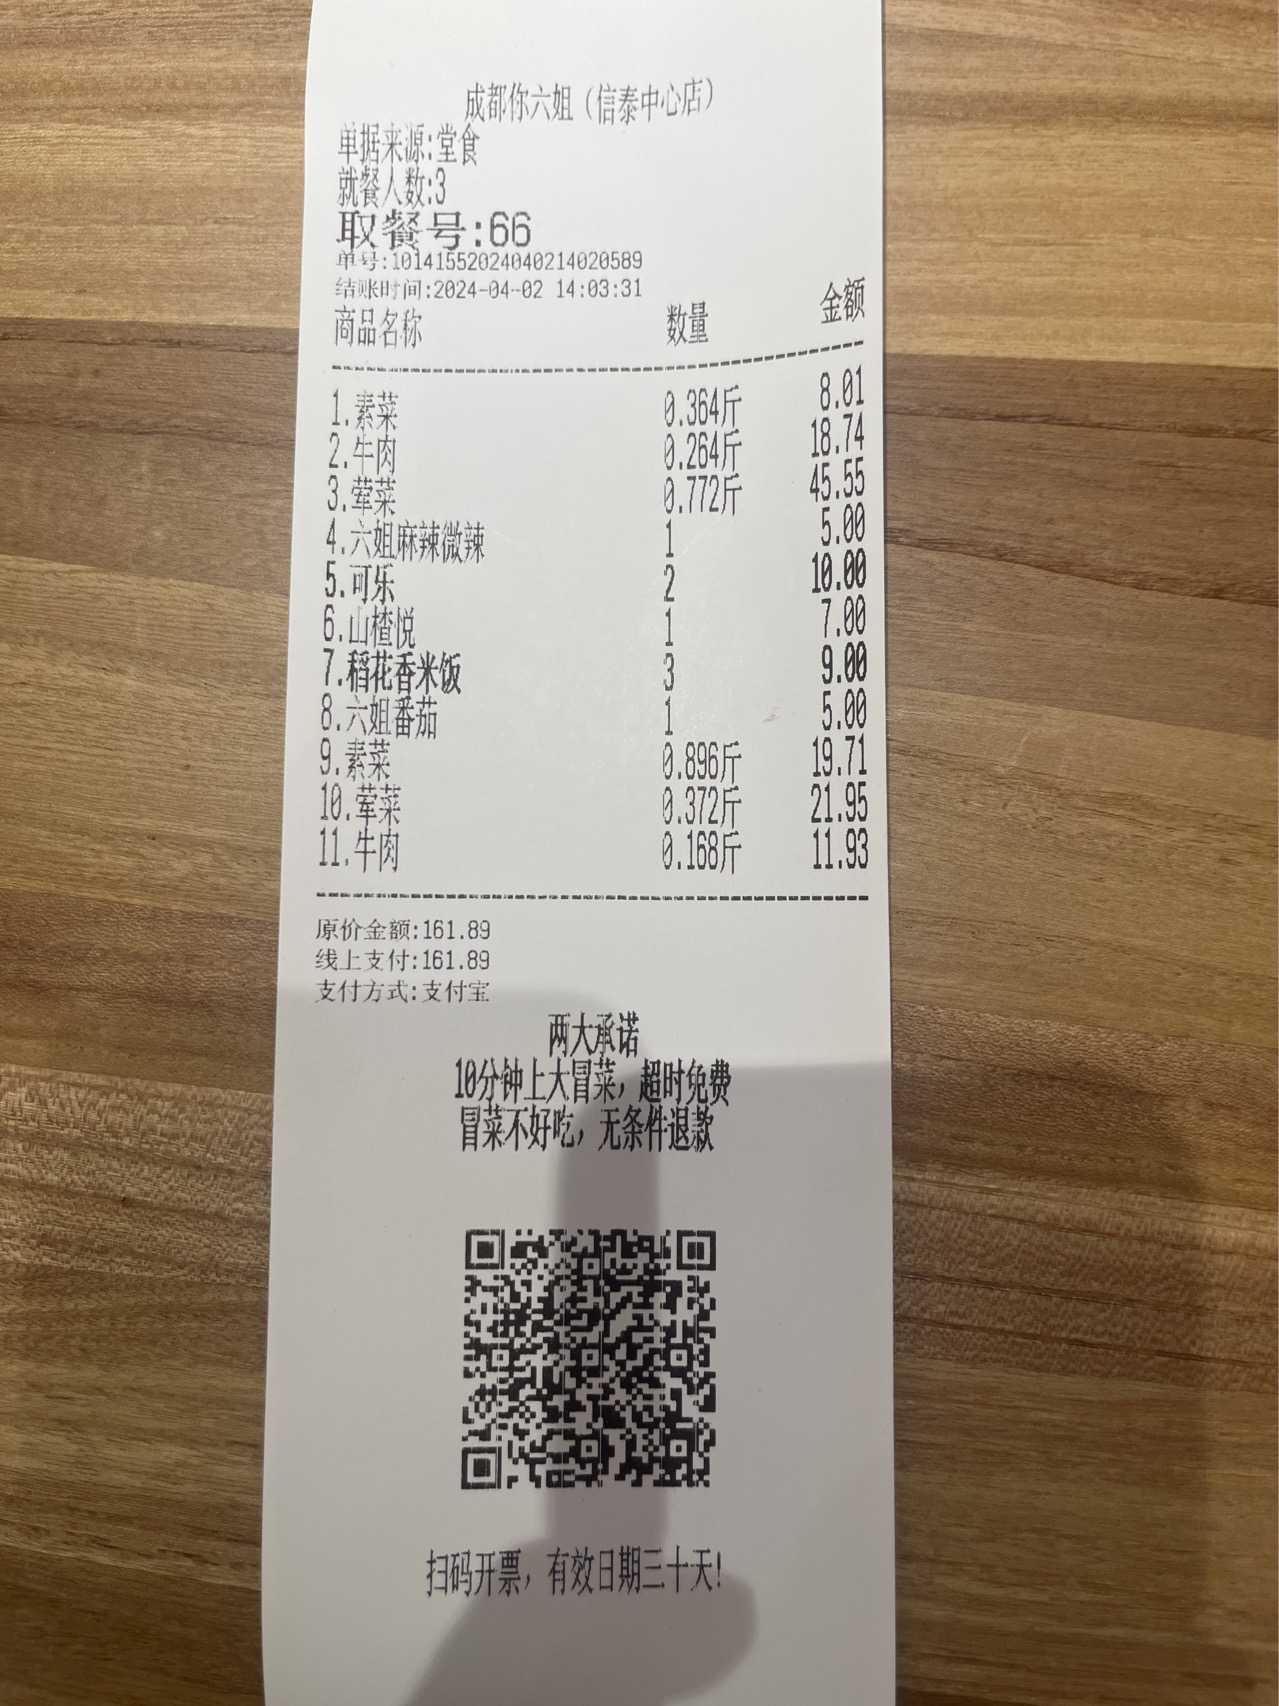 成都你六姐（信泰中心店）
单据来源:堂食
就餐人数:3
取餐号:66
单号:10141552024040214020589
结账时间:2024-04-02 14:03:31
商品名称 数量 金额
1.素菜 0.364斤 8.01
2.牛肉 0.264斤 18.74
3.荤菜 0.772斤 45.55
4.六姐麻辣微辣 1 5.00
5.可乐 2 10.00
6.山楂悦 1 7.00
7.稻花香米饭 3 9.00
8.六姐番茄 1 5.00
9.素菜 0.896斤 19.71
10.荤菜 0.372斤 21.95
11.牛肉 0.168斤 11.93
原价金额:161.89
线上支付:161.89
支付方式:支付宝
两大承诺
10分钟上大冒菜，超时免费
冒菜不好吃，无条件退款
扫码开票，有效日期三十天!